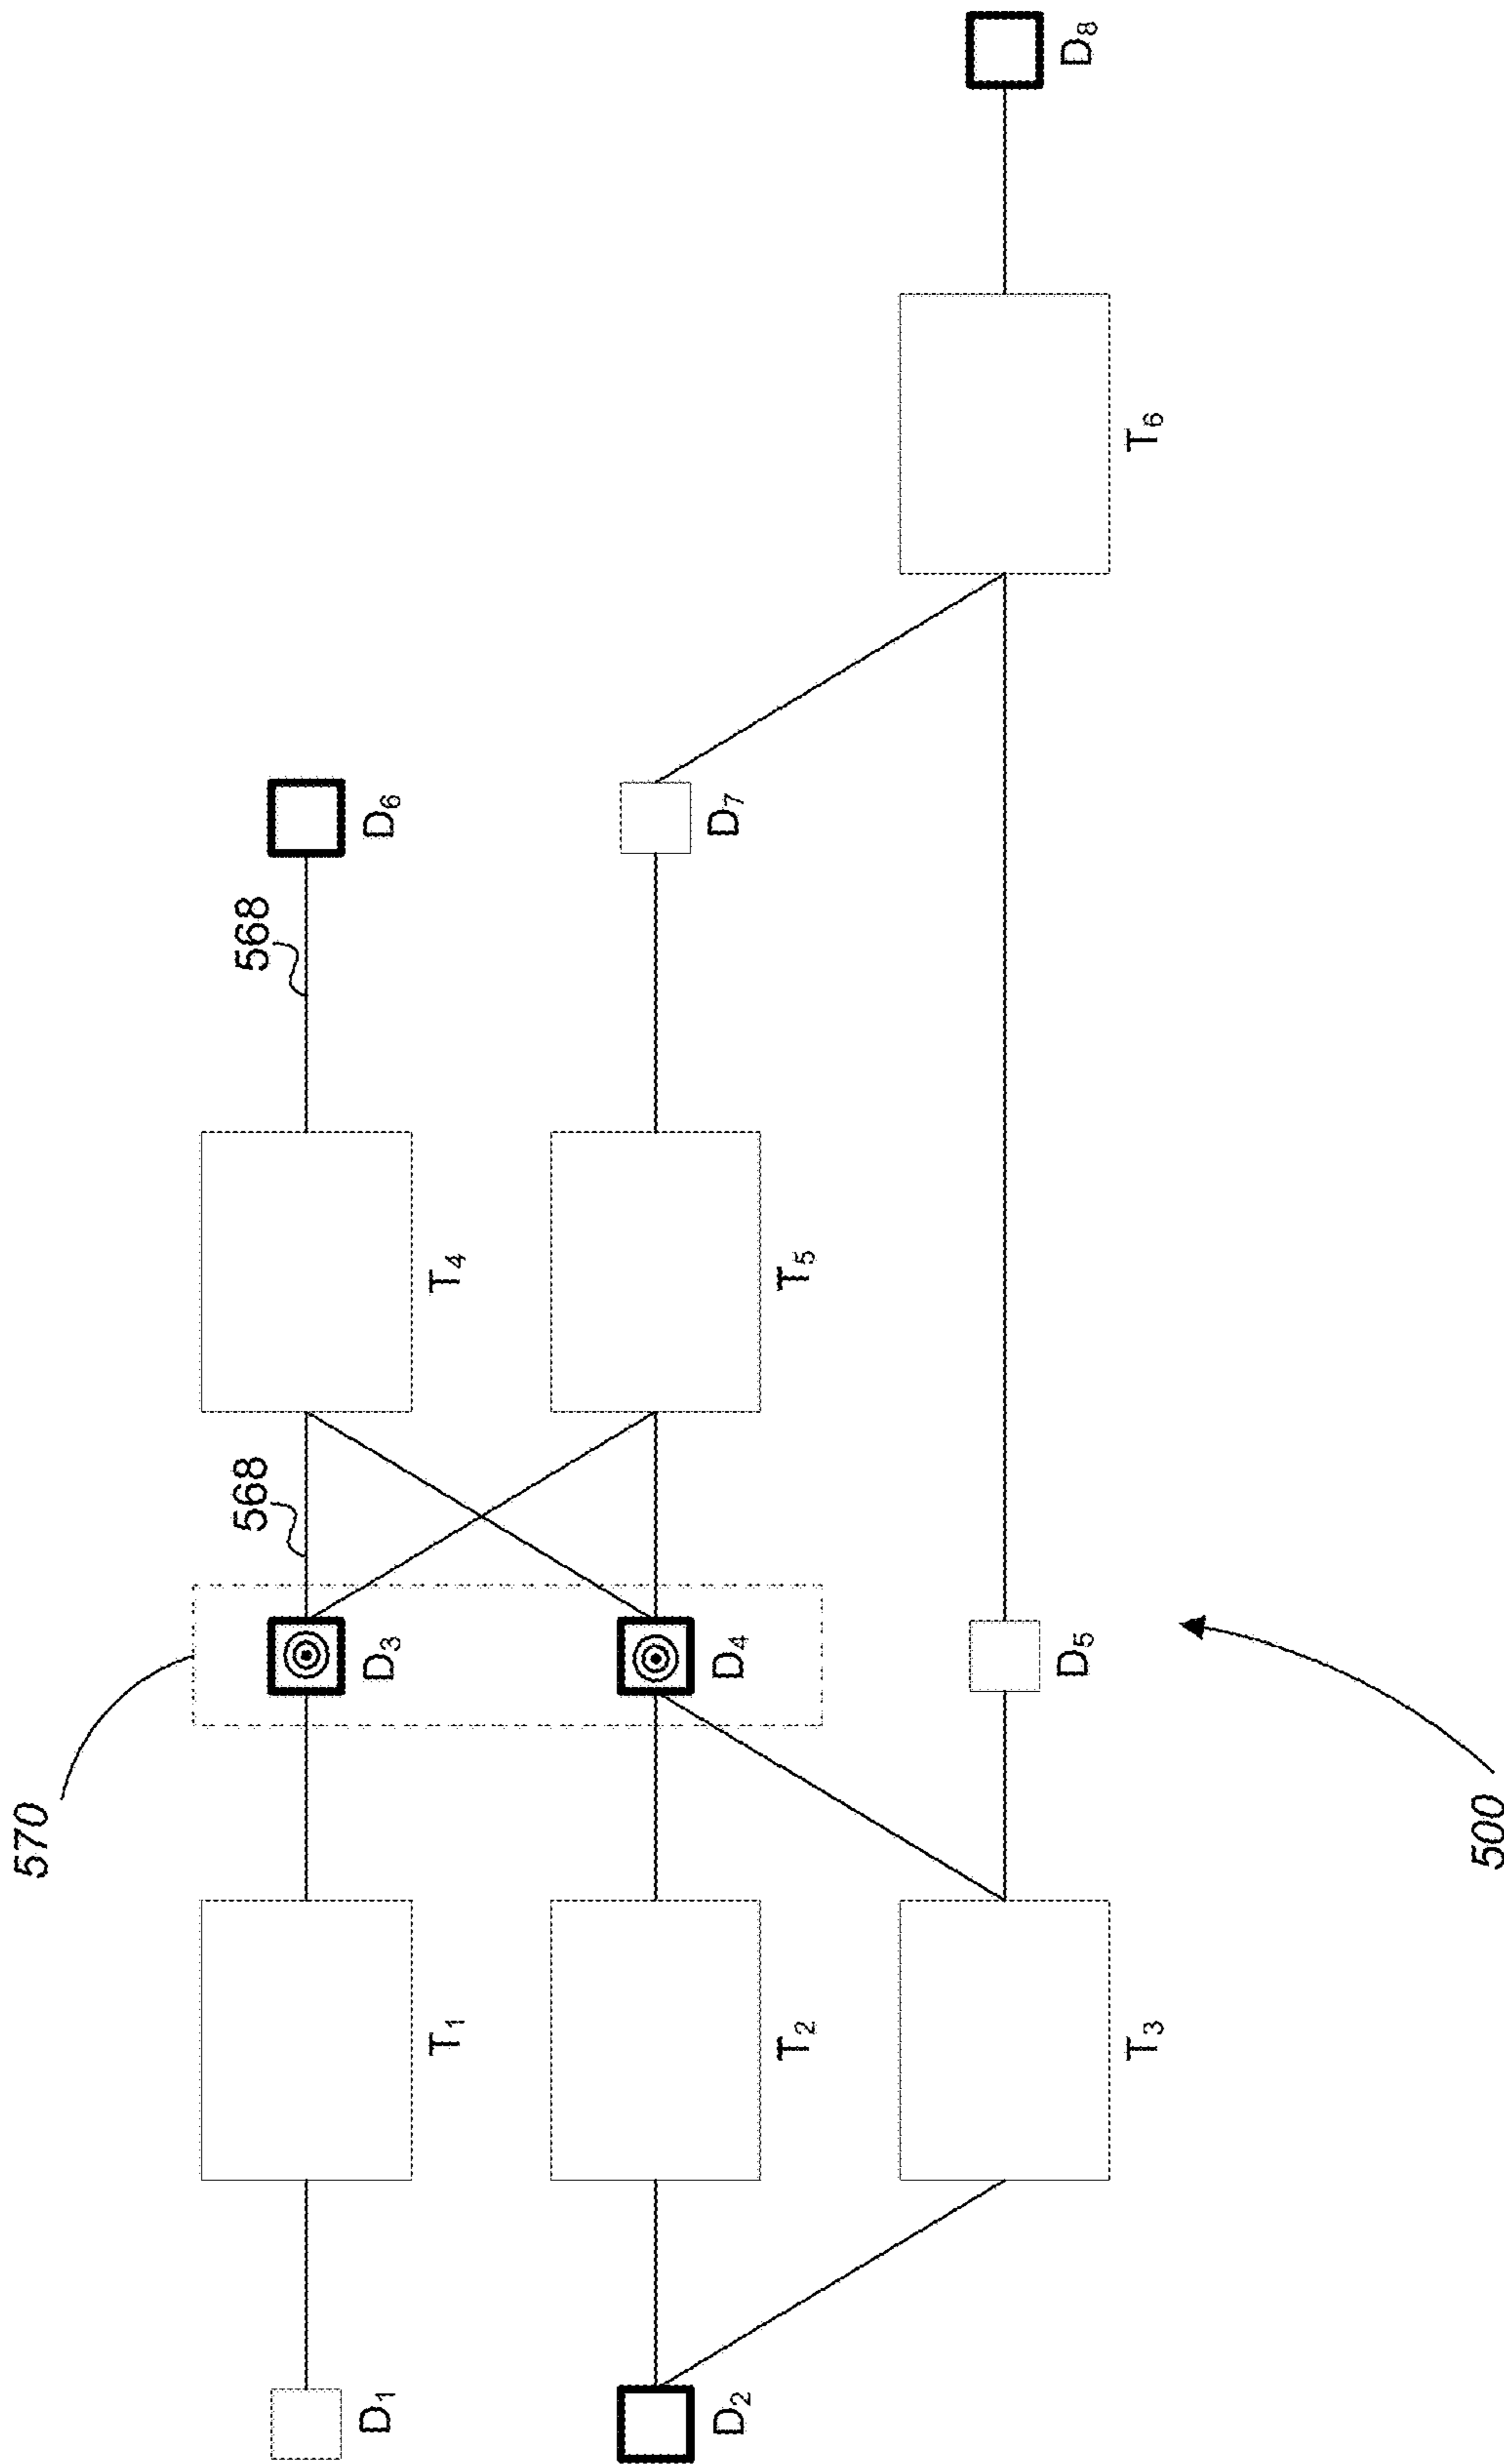 570
568
568
D₁
T₁
D₃
T₄
D₆
D₂
T₂
D₄
T₅
D₇
T₃
D₅
T₆
D₈
500